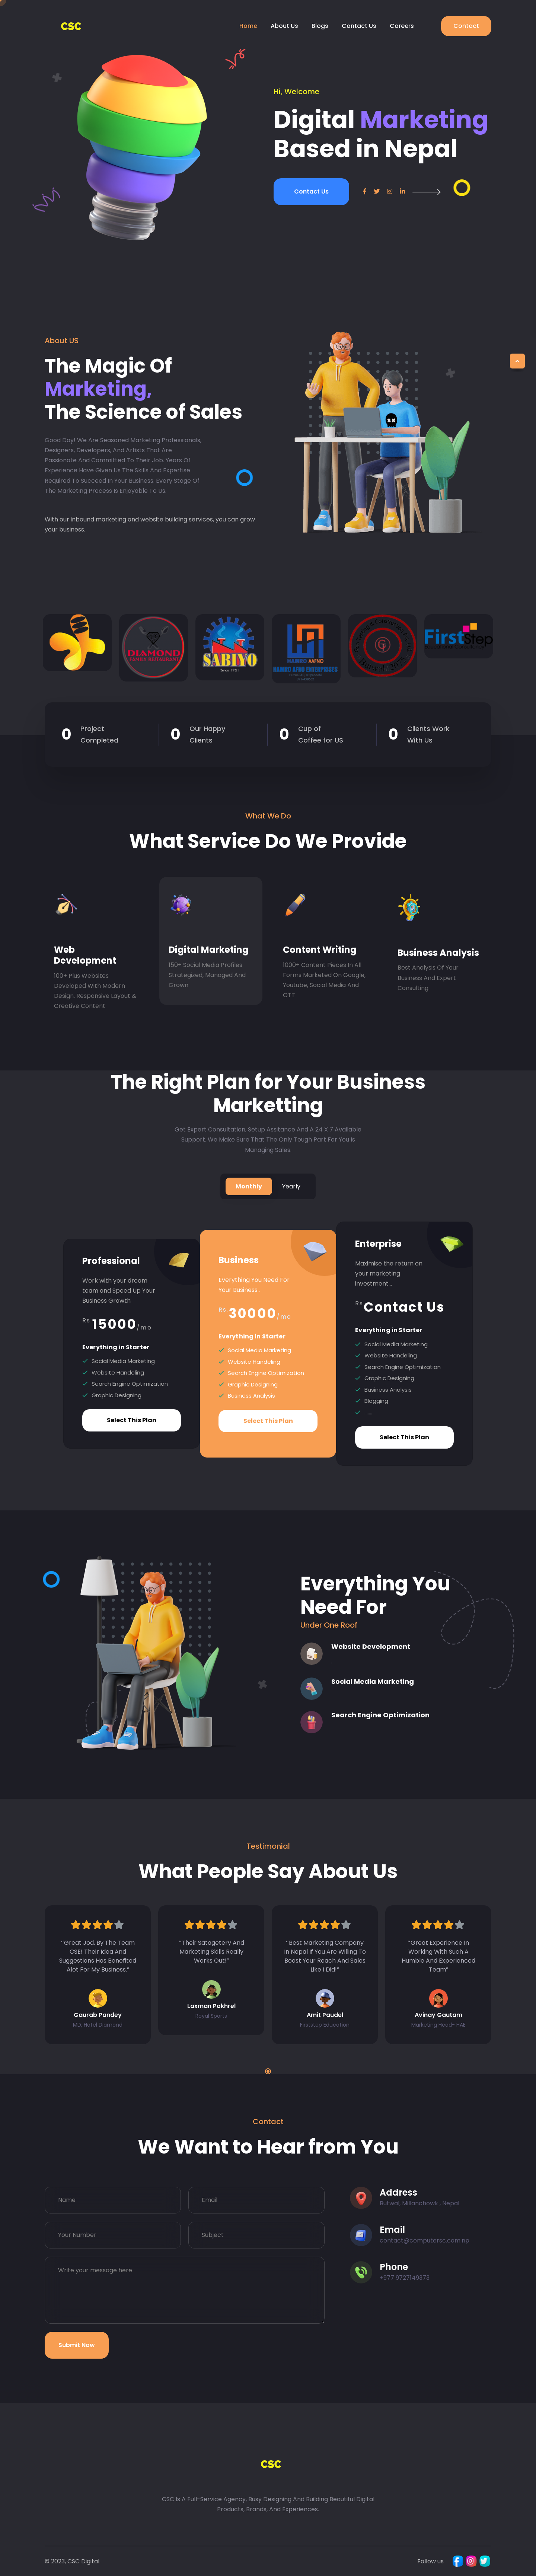 CSC
Home
About Us
Blogs
Contact Us
Careers
Contact
Hi, Welcome
Digital Marketing
Based in Nepal
Contact Us
About US
The Magic Of
Marketing,
The Science of Sales
Good Day! We Are Seasoned Marketing Professionals,
Designers, Developers, And Artists That Are
Passionate And Committed To Their Job. Years Of
Experience Have Given Us The Skills And Expertise
Required To Succeed In Your Business. Every Stage Of
The Marketing Process Is Enjoyable To Us.
With our inbound marketing and website building services, you can grow
your business.
DIAMOND
SABIYO
HAMRO AAFNO
First
Step
0
Project
Completed
0
Our Happy
Clients
0
Cup of
Coffee for US
0
Clients Work
With Us
What We Do
What Service Do We Provide
Web
Development
100+ Plus Websites
Developed With Modern
Design, Responsive Layout &
Creative Content
Digital Marketing
150+ Social Media Profiles
Strategized, Managed And
Grown
Content Writing
1000+ Content Pieces In All
Forms Marketed On Google,
Youtube, Social Media And
OTT
Business Analysis
Best Analysis Of Your
Business And Expert
Consulting.
The Right Plan for Your Business
Marketting
Get Expert Consultation, Setup Assitance And A 24 X 7 Available
Support. We Make Sure That The Only Tough Part For You Is
Managing Sales.
Monthly
Yearly
Professional
Work with your dream
team and Speed Up Your
Business Growth
Rs. 15000 /mo
Everything in Starter
Social Media Marketing
Website Handeling
Search Engine Optimization
Graphic Designing
Select This Plan
Business
Everything You Need For
Your Business..
Rs. 30000 /mo
Everything in Starter
Social Media Marketing
Website Handeling
Search Engine Optimization
Graphic Designing
Business Analysis
Select This Plan
Enterprise
Maximise the return on
your marketing
investment...
Rs Contact Us
Everything in Starter
Social Media Marketing
Website Handeling
Search Engine Optimization
Graphic Designing
Business Analysis
Blogging
.....
Select This Plan
Everything You
Need For
Under One Roof
Website Development
Social Media Marketing
Search Engine Optimization
Testimonial
What People Say About Us
“Great Jod, By The Team
CSE! Their Idea And
Suggestions Has Benefited
Alot For My Business.”
Gaurab Pandey
MD. Hotel Diamond
“Their Satagetery And
Marketing Skills Really
Works Out!”
Laxman Pokhrel
Royal Sports
“Best Marketing Company
In Nepal If You Are Willing To
Boost Your Reach And Sales
Like I Did!”
Amit Paudel
Firststep Education
“Great Experience In
Working With Such A
Humble And Experienced
Team”
Avinay Gautam
Marketing Head- HAE
Contact
We Want to Hear from You
Name
Email
Your Number
Subject
Write your message here
Submit Now
Address
Butwal, Milanchowk , Nepal
Email
contact@computersc.com.np
Phone
+977 9727149373
CSC
CSC Is A Full-Service Agency, Busy Designing And Building Beautiful Digital
Products, Brands, And Experiences.
© 2023, CSC Digital.
Follow us